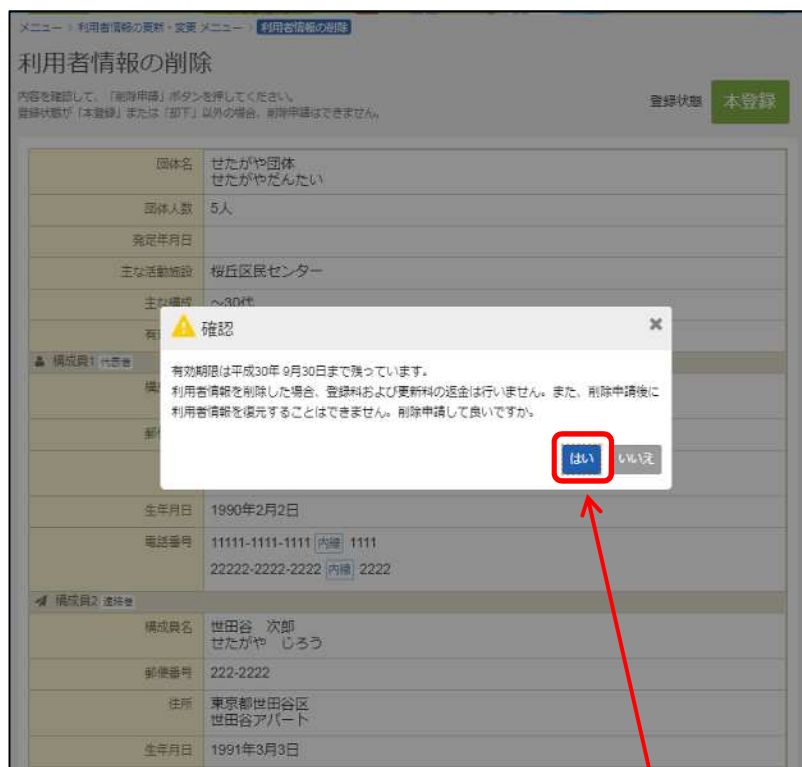 メニュー > 利用者情報の更新・変更 メニュー > 利用者情報の削除
利用者情報の削除
内容を確認して、「削除申請」ボタンを押してください。
登録状態が「本登録」または「却下」以外の場合、削除申請はできません。
登録状態 本登録
団体名 せたがや団体
せたがやだんたい
団体人数 5人
発足年月日
主な活動施設 桜丘区民センター
主な構成 ～30代
有
確認 ×
有効期限は平成30年 9月30日まで残っています。
利用者情報を削除した場合、登録料および更新料の返金は行いません。また、削除申請後に
利用者情報を復元することはできません。削除申請して良いですか。
はい いいえ
構成員1 代表者
構
郵
生年月日 1990年2月2日
電話番号 11111-1111-1111 内線 1111
22222-2222-2222 内線 2222
構成員2 連絡者
構成員名 世田谷 次郎
せたがや じろう
郵便番号 222-2222
住所 東京都世田谷区
世田谷アパート
生年月日 1991年3月3日